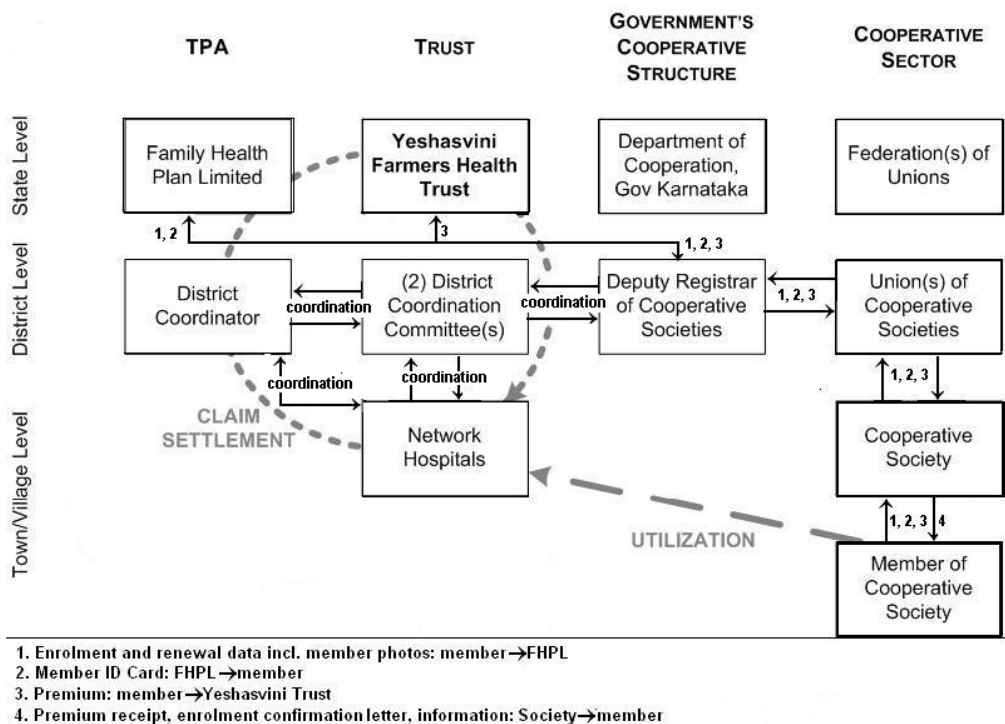 TPA
TRUST
GOVERNMENT'S
COOPERATIVE
STRUCTURE
COOPERATIVE
SECTOR
State Level
Family Health
Plan Limited
Yeshasvini
Farmers Health
Trust
Department of
Cooperation,
Gov Karnataka
Federation(s) of
Unions
1, 2
3
1, 2, 3
District Level
District
Coordinator
coordination
(2) District
Coordination
Committee(s)
coordination
Deputy Registrar
of Cooperative
Societies
1, 2, 3
Union(s) of
Cooperative
Societies
coordination
coordination
1, 2, 3
Town/Village Level
CLAIM
SETTLEMENT
Network
Hospitals
Cooperative
Society
1, 2, 3
4
UTILIZATION
Member of
Cooperative
Society
1. Enrolment and renewal data incl. member photos: member→FHPL
2. Member ID Card: FHPL→member
3. Premium: member→Yeshasvini Trust
4. Premium receipt, enrolment confirmation letter, information: Society→member